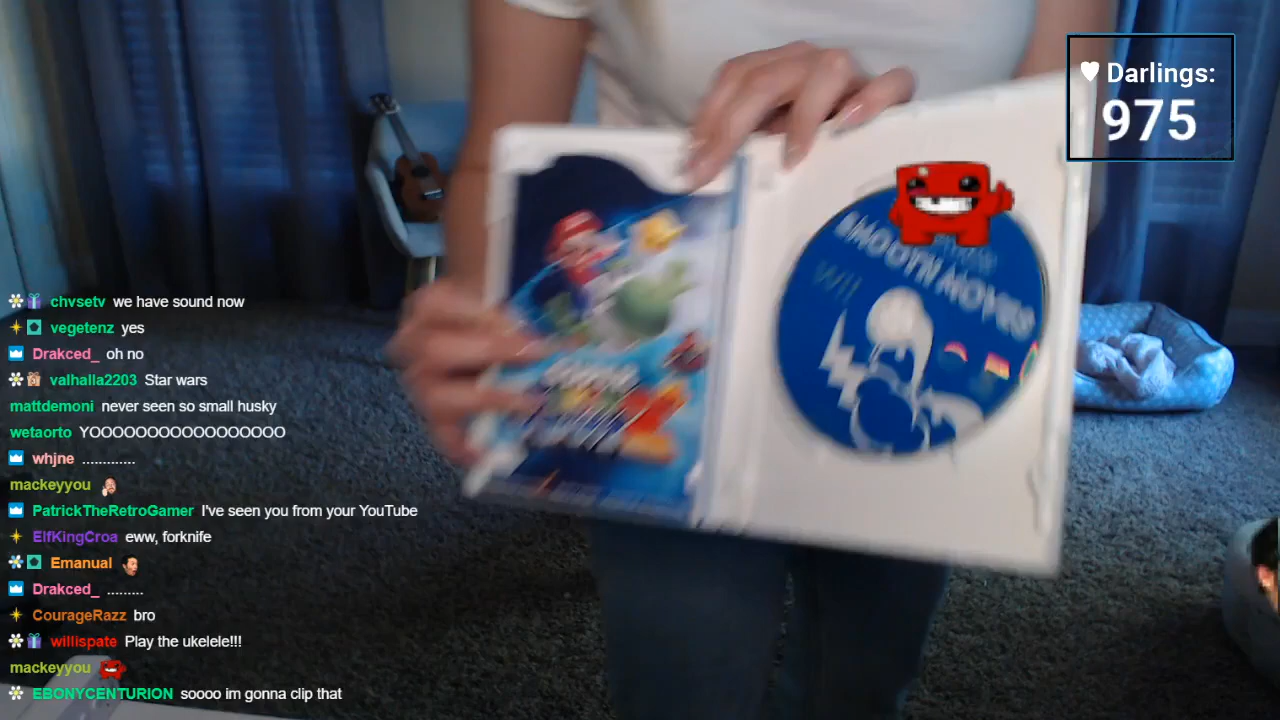 ♥ Darlings:
975
SMOOTH MOVES
Wii
chvsetv we have sound now
vegetenz yes
Drakced_ oh no
valhalla2203 Star wars
mattdemoni never seen so small husky
wetaorto YOOOOOOOOOOOOOOOOO
whjne .............
mackeyyou
PatrickTheRetroGamer I've seen you from your YouTube
ElfKingCroa eww, forknife
Emanual
Drakced_ .........
CourageRazz bro
willispate Play the ukelele!!!
mackeyyou
EBONYCENTURION soooo im gonna clip that